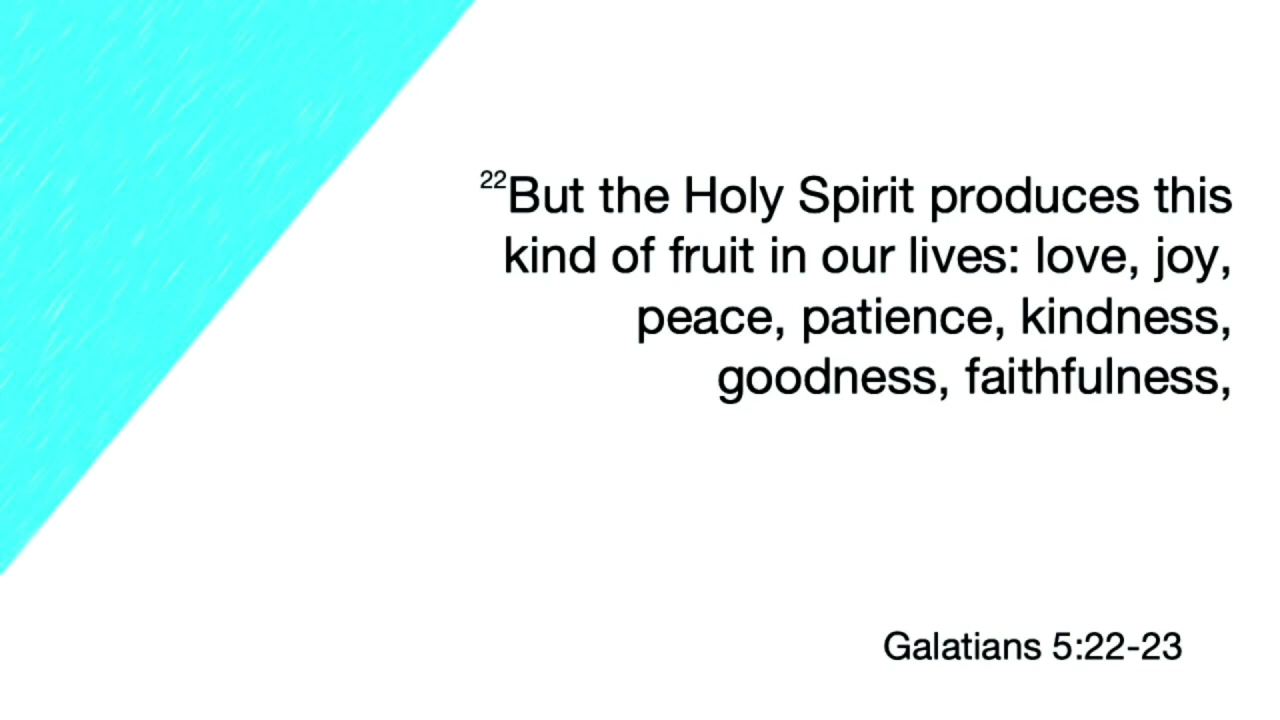 ²²But the Holy Spirit produces this
kind of fruit in our lives: love, joy,
peace, patience, kindness,
goodness, faithfulness,
Galatians 5:22-23